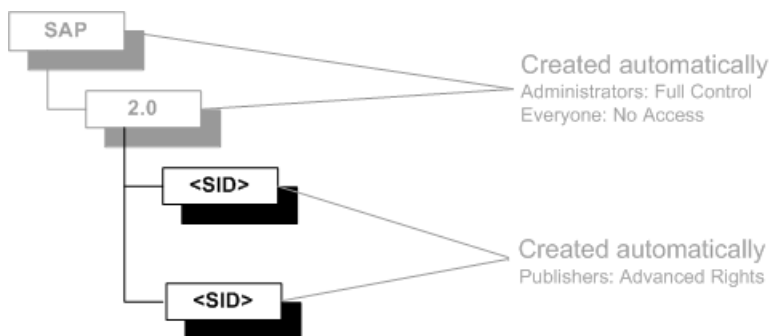 SAP
Created automatically
Administrators: Full Control
2.0
Everyone: No Access
<SID>
Created automatically
Publishers: Advanced Rights
<SID>